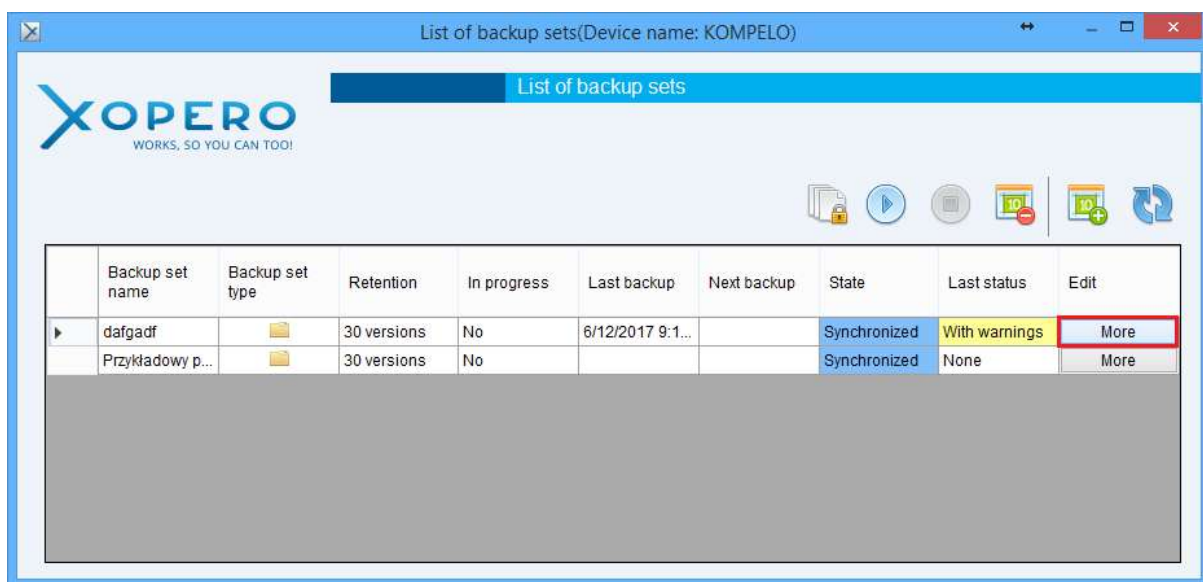 List of backup sets(Device name: KOMPELO)
List of backup sets
XOPERO
WORKS, SO YOU CAN TOO!
10 10
Backup set name Backup set type Retention In progress Last backup Next backup State Last status Edit
dafgadf 30 versions No 6/12/2017 9:1... Synchronized With warnings More
Przykładowy p... 30 versions No Synchronized None More